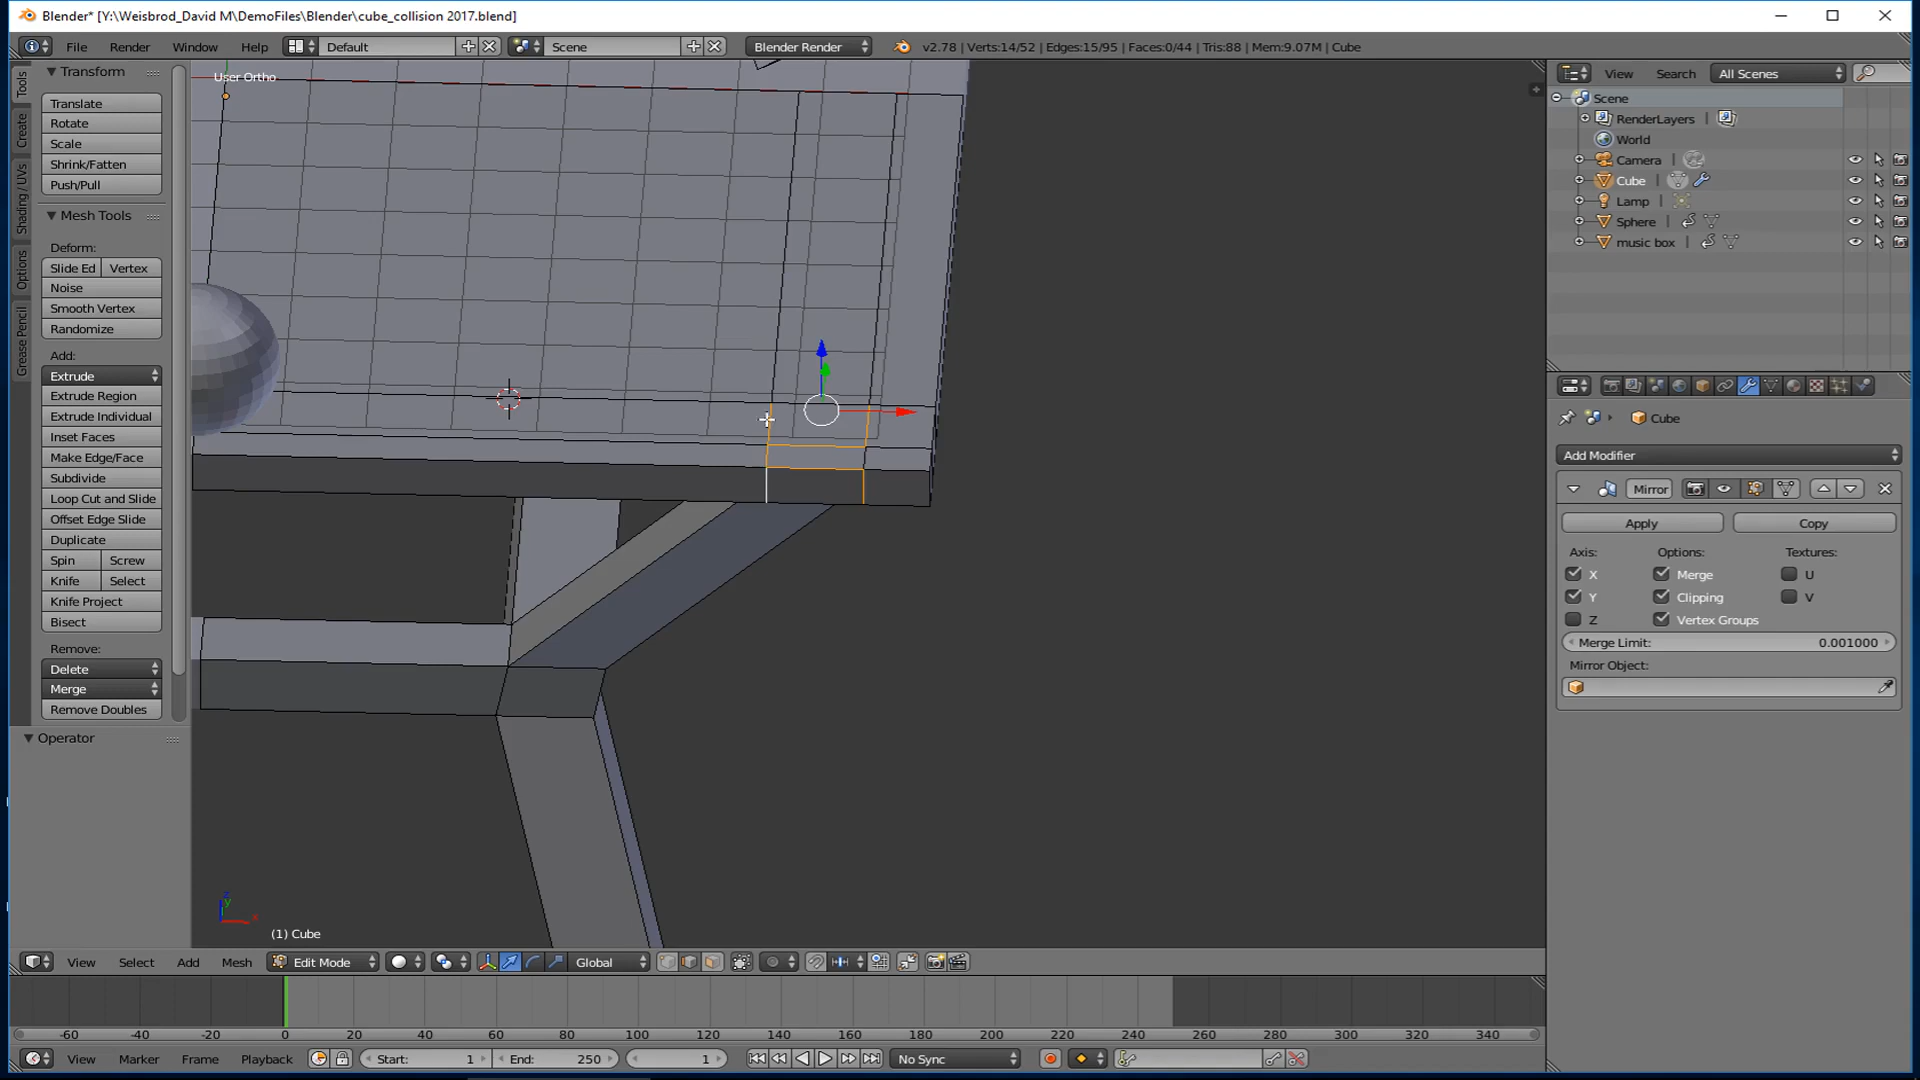 Blender* [Y:\Weisbrod_David M\DemoFiles\Blender\cube_collision 2017.blend]
File Render Window Help Default Scene Blender Render v2.78 | Verts:14/52 | Edges:15/95 | Faces:0/44 | Tris:88 | Mem:9.07M | Cube
Tools
Create
Shading / UVs
Options
Grease Pencil
Transform
Translate
Rotate
Scale
Shrink/Fatten
Push/Pull
Mesh Tools
Deform:
Slide Ed Vertex
Noise
Smooth Vertex
Randomize
Add:
Extrude
Extrude Region
Extrude Individual
Inset Faces
Make Edge/Face
Subdivide
Loop Cut and Slide
Offset Edge Slide
Duplicate
Spin Screw
Knife Select
Knife Project
Bisect
Remove:
Delete
Merge
Remove Doubles
Operator
User Ortho
z
y
x
(1) Cube
View Search All Scenes
Scene
RenderLayers
World
Camera
Cube
Lamp
Sphere
music box
Cube
Add Modifier
Mirror
Apply Copy
Axis: Options: Textures:
X Merge U
Y Clipping V
Z Vertex Groups
Merge Limit: 0.001000
Mirror Object:
View Select Add Mesh Edit Mode Global
-60 -40 -20 0 20 40 60 80 100 120 140 160 180 200 220 240 260 280 300 320 340
View Marker Frame Playback Start: 1 End: 250 1 No Sync